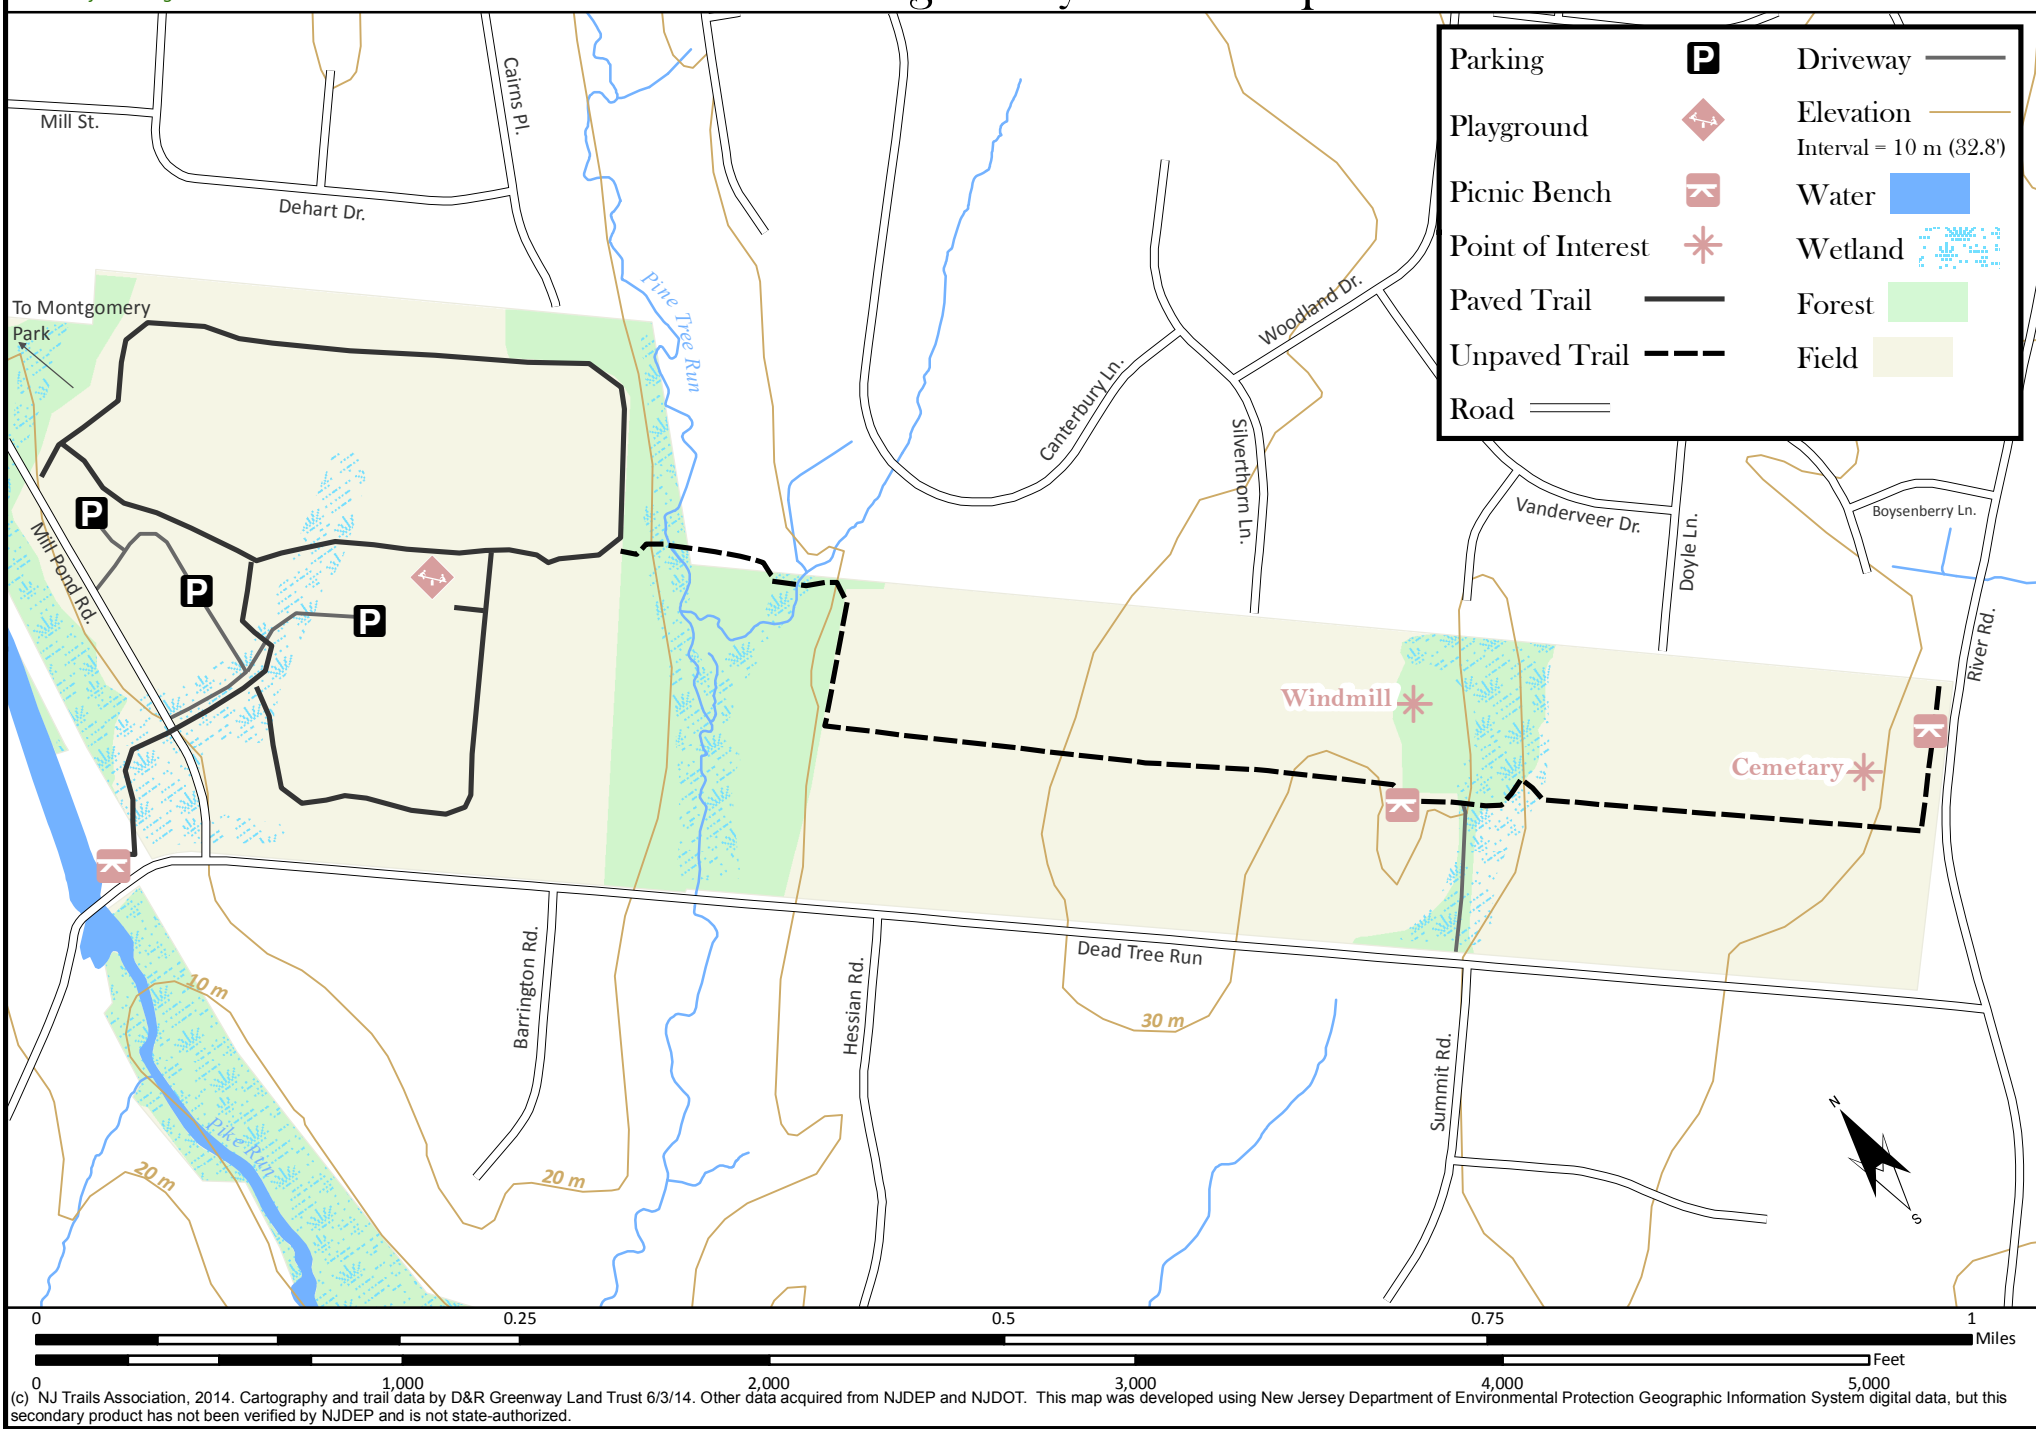 Parking
P
Driveway
Playground
Elevation
Interval = 10 m (32.8')
Picnic Bench
Water
Point of Interest
Wetland
Paved Trail
Forest
Unpaved Trail
Field
Road
Mill St.
Cairns Pl.
Dehart Dr.
To Montgomery
Park
Pine Tree Run
Woodland Dr.
Canterbury Ln.
Silverthorn Ln.
Vanderveer Dr.
Doyle Ln.
Boysenberry Ln.
River Rd.
Mill Pond Rd.
P
P
P
Windmill
Cemetary
Dead Tree Run
Barrington Rd.
Hessian Rd.
Summit Rd.
10 m
30 m
20 m
20 m
Pike Run
N
S
0 0.25 0.5 0.75 1
Miles
Feet
0 1,000 2,000 3,000 4,000 5,000
(c) NJ Trails Association, 2014. Cartography and trail data by D&R Greenway Land Trust 6/3/14. Other data acquired from NJDEP and NJDOT. This map was developed using New Jersey Department of Environmental Protection Geographic Information System digital data, but this
secondary product has not been verified by NJDEP and is not state-authorized.